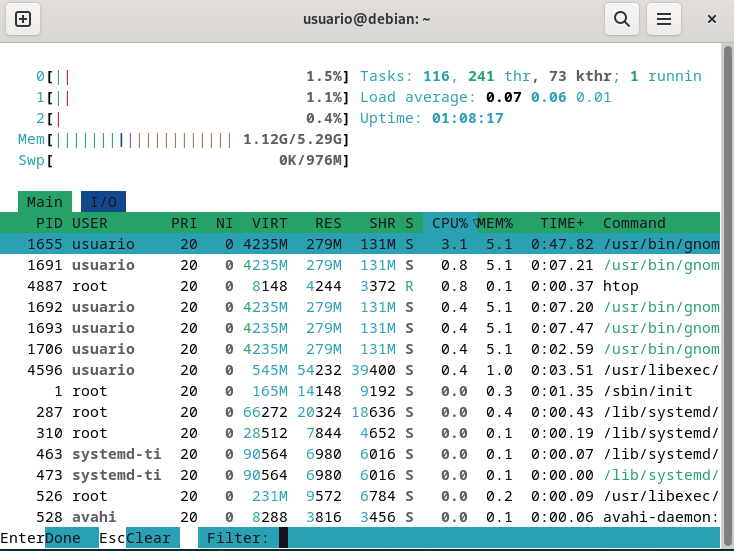 usuario@debian: ~
0[|| 1.5%] Tasks: 116, 241 thr, 73 kthr; 1 runnin
1[|| 1.1%] Load average: 0.07 0.06 0.01
2[| 0.4%] Uptime: 01:08:17
Mem[|||||||||||||||||||||| 1.12G/5.29G]
Swp[ 0K/976M]
Main I/O
PID USER PRI NI VIRT RES SHR S CPU%▽MEM% TIME+ Command
1655 usuario 20 0 4235M 279M 131M S 3.1 5.1 0:47.82 /usr/bin/gnom
1691 usuario 20 0 4235M 279M 131M S 0.8 5.1 0:07.21 /usr/bin/gnom
4887 root 20 0 8148 4244 3372 R 0.8 0.1 0:00.37 htop
1692 usuario 20 0 4235M 279M 131M S 0.4 5.1 0:07.20 /usr/bin/gnom
1693 usuario 20 0 4235M 279M 131M S 0.4 5.1 0:07.47 /usr/bin/gnom
1706 usuario 20 0 4235M 279M 131M S 0.4 5.1 0:02.59 /usr/bin/gnom
4596 usuario 20 0 545M 54232 39400 S 0.4 1.0 0:03.51 /usr/libexec/
1 root 20 0 165M 14148 9192 S 0.0 0.3 0:01.35 /sbin/init
287 root 20 0 66272 20324 18636 S 0.0 0.4 0:00.43 /lib/systemd/
310 root 20 0 28512 7844 4652 S 0.0 0.1 0:00.19 /lib/systemd/
463 systemd-ti 20 0 90564 6980 6016 S 0.0 0.1 0:00.07 /lib/systemd/
473 systemd-ti 20 0 90564 6980 6016 S 0.0 0.1 0:00.00 /lib/systemd/
526 root 20 0 231M 9572 6784 S 0.0 0.2 0:00.09 /usr/libexec/
528 avahi 20 0 8288 3816 3456 S 0.0 0.1 0:00.06 avahi-daemon:
EnterDone EscClear Filter: